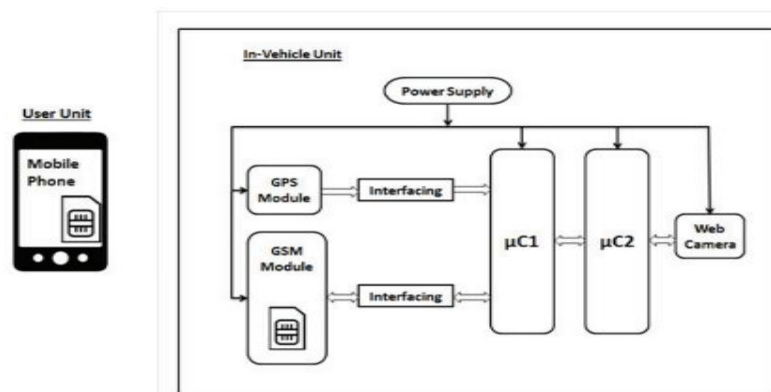 In-Vehicle Unit
Power Supply
User Unit
Mobile
Phone
GPS
Module
Interfacing
μC1
μC2
Web
Camera
GSM
Module
Interfacing